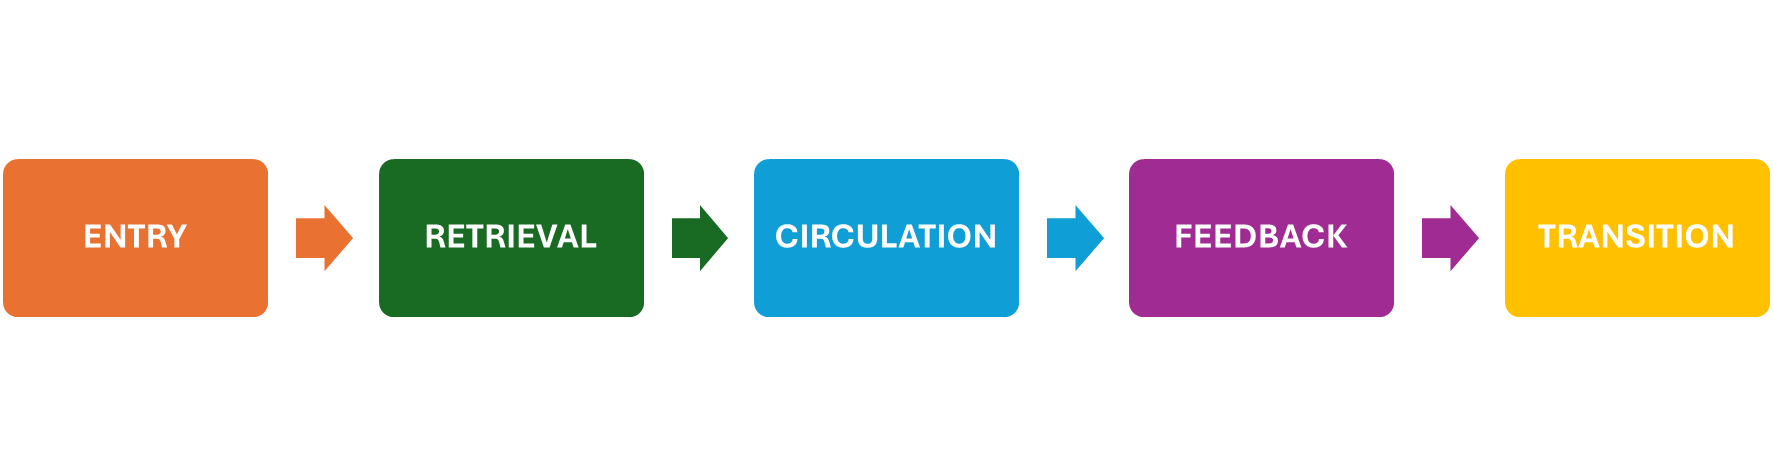 ENTRY
RETRIEVAL
CIRCULATION
FEEDBACK
TRANSITION